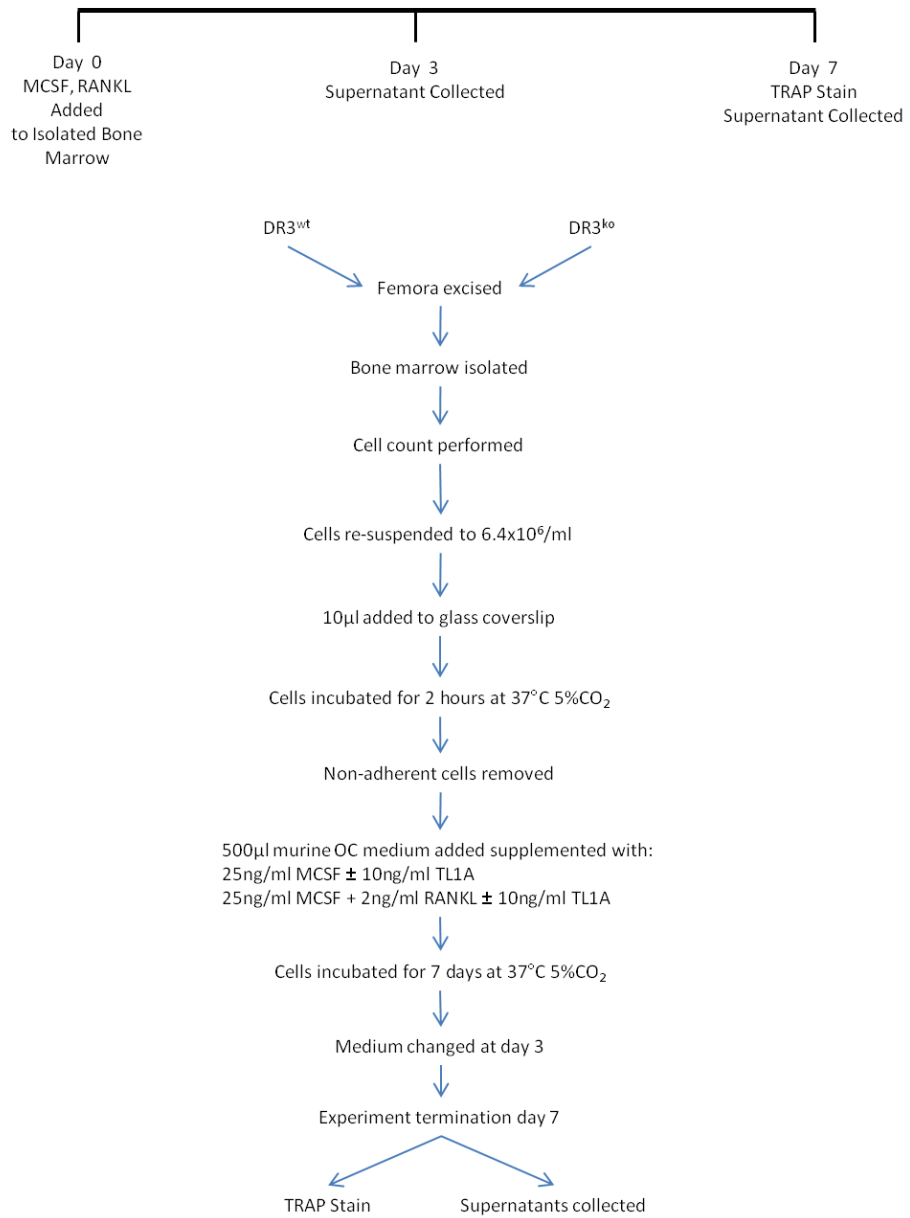 Day 0
MCSF, RANKL
Added
to Isolated Bone
Marrow
Day 3
Supernatant Collected
Day 7
TRAP Stain
Supernatant Collected
DR3ʷᵗ
DR3ᵏᵒ
Femora excised
Bone marrow isolated
Cell count performed
Cells re-suspended to 6.4x10⁶/ml
10µl added to glass coverslip
Cells incubated for 2 hours at 37°C 5%CO₂
Non-adherent cells removed
500µl murine OC medium added supplemented with:
25ng/ml MCSF ± 10ng/ml TL1A
25ng/ml MCSF + 2ng/ml RANKL ± 10ng/ml TL1A
Cells incubated for 7 days at 37°C 5%CO₂
Medium changed at day 3
Experiment termination day 7
TRAP Stain
Supernatants collected